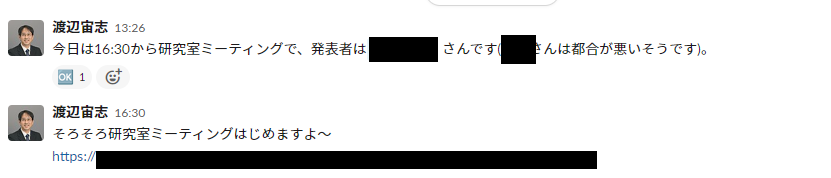 渡辺宙志 13:26
今日は16:30から研究室ミーティングで、発表者は さんです( さんは都合が悪いそうです)。
🆗 1
渡辺宙志 16:30
そろそろ研究室ミーティングはじめますよ〜
https://